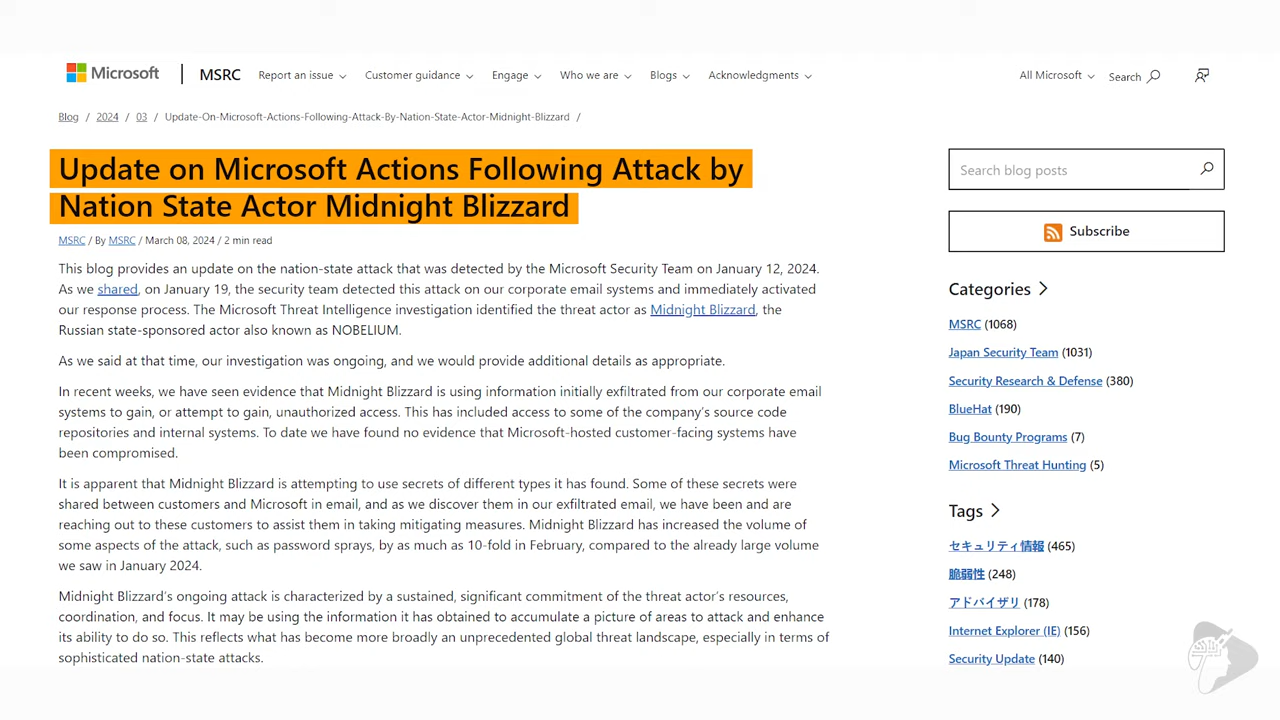 Microsoft | MSRC Report an issue Customer guidance Engage Who we are Blogs Acknowledgments All Microsoft Search
Blog / 2024 / 03 / Update-On-Microsoft-Actions-Following-Attack-By-Nation-State-Actor-Midnight-Blizzard /
Update on Microsoft Actions Following Attack by
Nation State Actor Midnight Blizzard
MSRC / By MSRC / March 08, 2024 / 2 min read
This blog provides an update on the nation-state attack that was detected by the Microsoft Security Team on January 12, 2024.
As we shared, on January 19, the security team detected this attack on our corporate email systems and immediately activated
our response process. The Microsoft Threat Intelligence investigation identified the threat actor as Midnight Blizzard, the
Russian state-sponsored actor also known as NOBELIUM.
As we said at that time, our investigation was ongoing, and we would provide additional details as appropriate.
In recent weeks, we have seen evidence that Midnight Blizzard is using information initially exfiltrated from our corporate email
systems to gain, or attempt to gain, unauthorized access. This has included access to some of the company's source code
repositories and internal systems. To date we have found no evidence that Microsoft-hosted customer-facing systems have
been compromised.
It is apparent that Midnight Blizzard is attempting to use secrets of different types it has found. Some of these secrets were
shared between customers and Microsoft in email, and as we discover them in our exfiltrated email, we have been and are
reaching out to these customers to assist them in taking mitigating measures. Midnight Blizzard has increased the volume of
some aspects of the attack, such as password sprays, by as much as 10-fold in February, compared to the already large volume
we saw in January 2024.
Midnight Blizzard's ongoing attack is characterized by a sustained, significant commitment of the threat actor's resources,
coordination, and focus. It may be using the information it has obtained to accumulate a picture of areas to attack and enhance
its ability to do so. This reflects what has become more broadly an unprecedented global threat landscape, especially in terms of
sophisticated nation-state attacks.
Search blog posts
Subscribe
Categories
MSRC (1068)
Japan Security Team (1031)
Security Research & Defense (380)
BlueHat (190)
Bug Bounty Programs (7)
Microsoft Threat Hunting (5)
Tags
セキュリティ情報 (465)
脆弱性 (248)
アドバイザリ (178)
Internet Explorer (IE) (156)
Security Update (140)